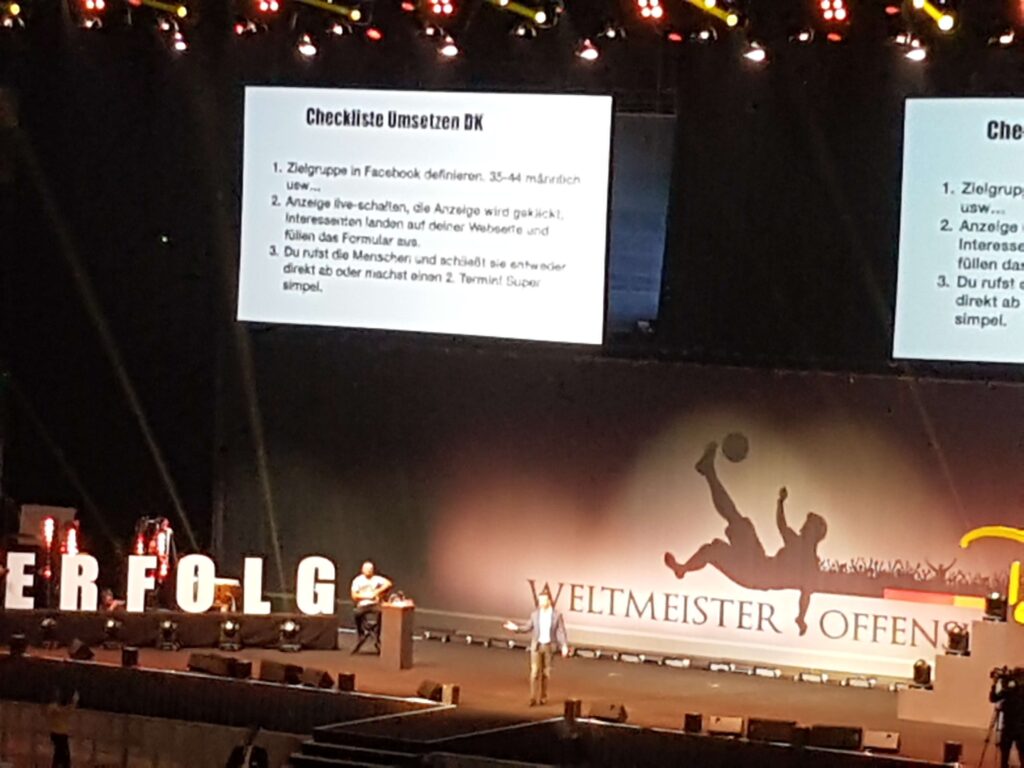 Checkliste Umsetzen DK
1. Zielgruppe in Facebook definieren. 35-44 männlich
usw...
2. Anzeige live-schalten, die Anzeige wird geklickt,
Interessenten landen auf deiner Webseite und
füllen das Formular aus.
3. Du rufst die Menschen und schließt sie entweder
direkt ab oder machst einen 2. Termin! Super
simpel.
Che
1. Zielgrupp
usw...
2. Anzeige
Interesse
füllen das
3. Du rufst
direkt ab
simpel.
ERFOLG
WELTMEISTER OFFENS